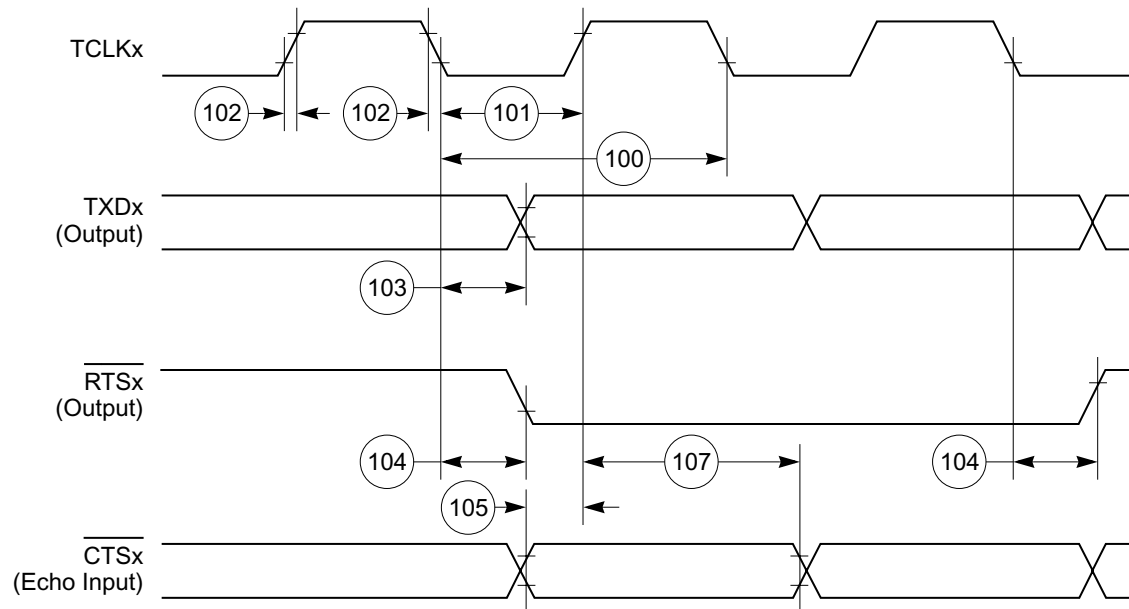 TCLKx
102
102
101
100
TXDx
(Output)
103
RTSx
(Output)
104
107
104
105
CTSx
(Echo Input)